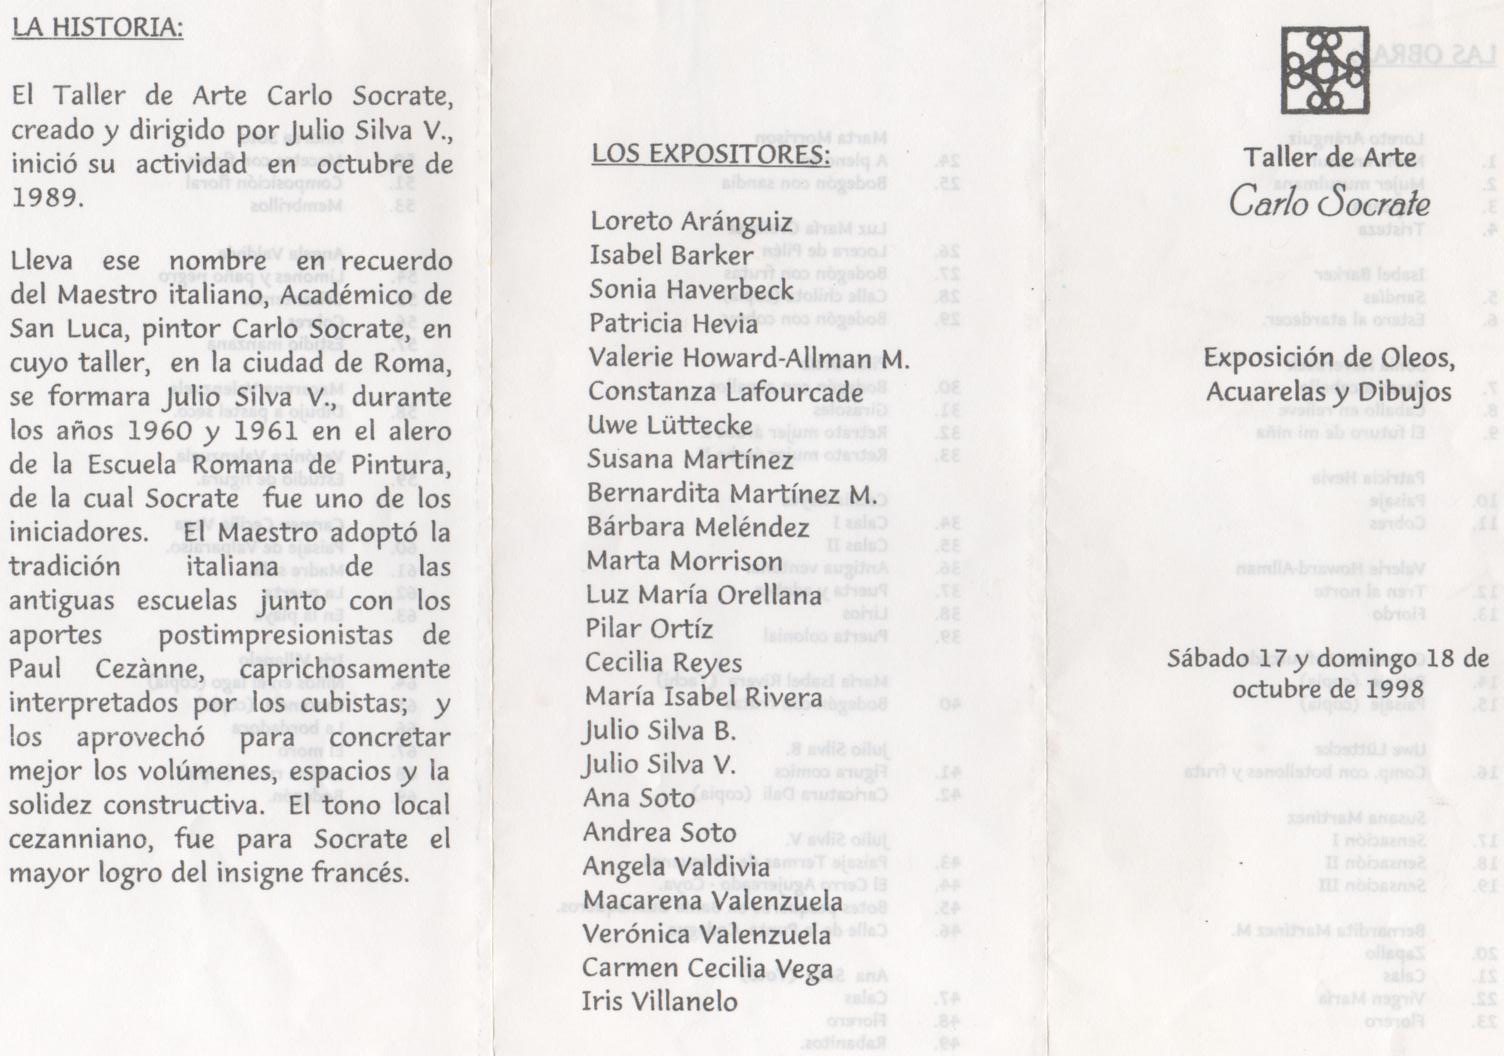 LA HISTORIA:
El Taller de Arte Carlo Socrate,
creado y dirigido por Julio Silva V.,
inició su actividad en octubre de
1989.
Lleva ese nombre en recuerdo
del Maestro italiano, Académico de
San Luca, pintor Carlo Socrate, en
cuyo taller, en la ciudad de Roma,
se formara Julio Silva V., durante
los años 1960 y 1961 en el alero
de la Escuela Romana de Pintura,
de la cual Socrate fue uno de los
iniciadores. El Maestro adoptó la
tradición italiana de las
antiguas escuelas junto con los
aportes postimpresionistas de
Paul Cezànne, caprichosamente
interpretados por los cubistas; y
los aprovechó para concretar
mejor los volúmenes, espacios y la
solidez constructiva. El tono local
cezanniano, fue para Socrate el
mayor logro del insigne francés.
LOS EXPOSITORES:
Loreto Aránguiz
Isabel Barker
Sonia Haverbeck
Patricia Hevia
Valerie Howard-Allman M.
Constanza Lafourcade
Uwe Lüttecke
Susana Martínez
Bernardita Martínez M.
Bárbara Meléndez
Marta Morrison
Luz María Orellana
Pilar Ortíz
Cecilia Reyes
María Isabel Rivera
Julio Silva B.
Julio Silva V.
Ana Soto
Andrea Soto
Angela Valdivia
Macarena Valenzuela
Verónica Valenzuela
Carmen Cecilia Vega
Iris Villanelo
Taller de Arte
Carlo Socrate
Exposición de Oleos,
Acuarelas y Dibujos
Sábado 17 y domingo 18 de
octubre de 1998